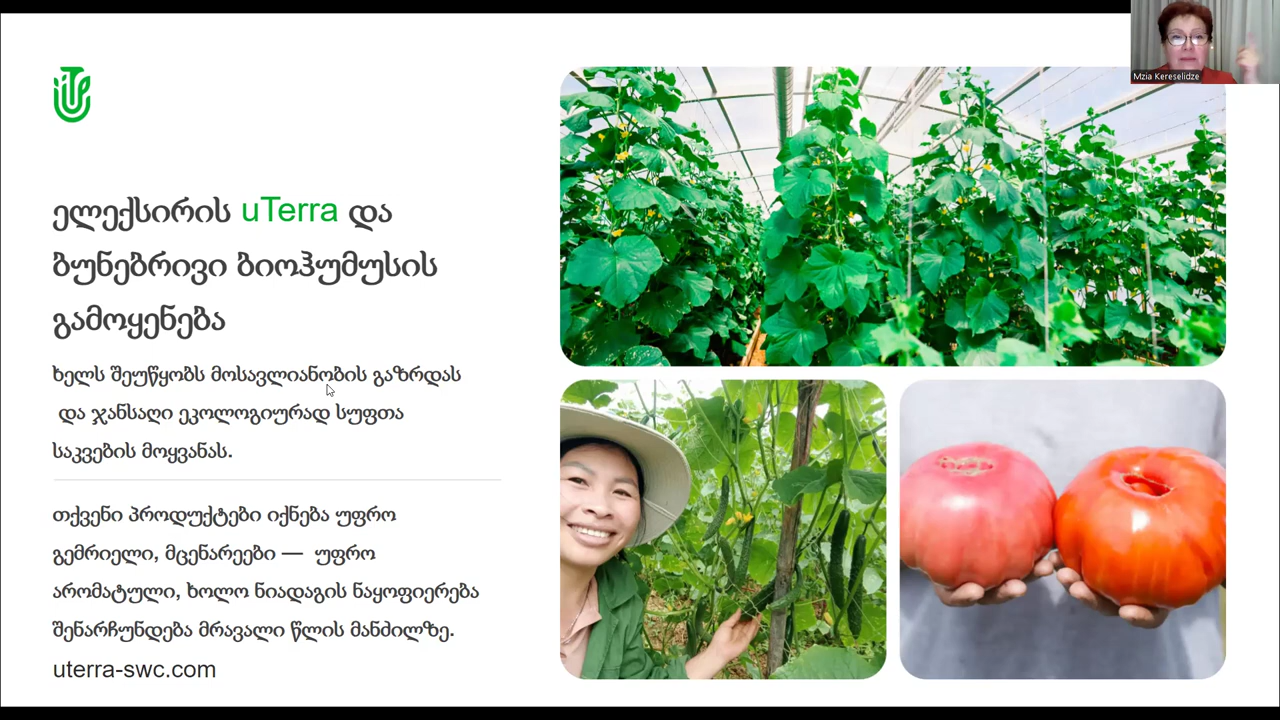 ელექსირის uTerra და
ბუნებრივი ბიოჰუმუსის
გამოყენება
ხელს შეუწყობს მოსავლიანობის გაზრდას
და ჯანსაღი ეკოლოგიურად სუფთა
საკვების მოყვანას.
თქვენი პროდუქტები იქნება უფრო
გემრიელი, მცენარეები — უფრო
არომატული, ხოლო ნიადაგის ნაყოფიერება
შენარჩუნდება მრავალი წლის მანძილზე.
uterra-swc.com
Mzia Kereselidze